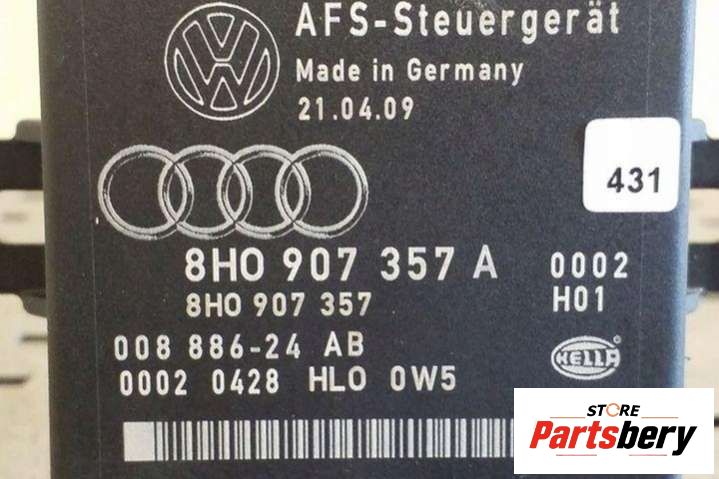 AFS-Steuergerät
Made in Germany
21.04.09
431
8H0 907 357 A 0002
8H0 907 357 H01
008 886-24 AB
HELLA
0002 0428 HL0 0W5
STORE
Partsbery